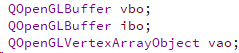 QOpenGLBuffer vbo;
QOpenGLBuffer ibo;
QOpenGLVertexArrayObject vao;